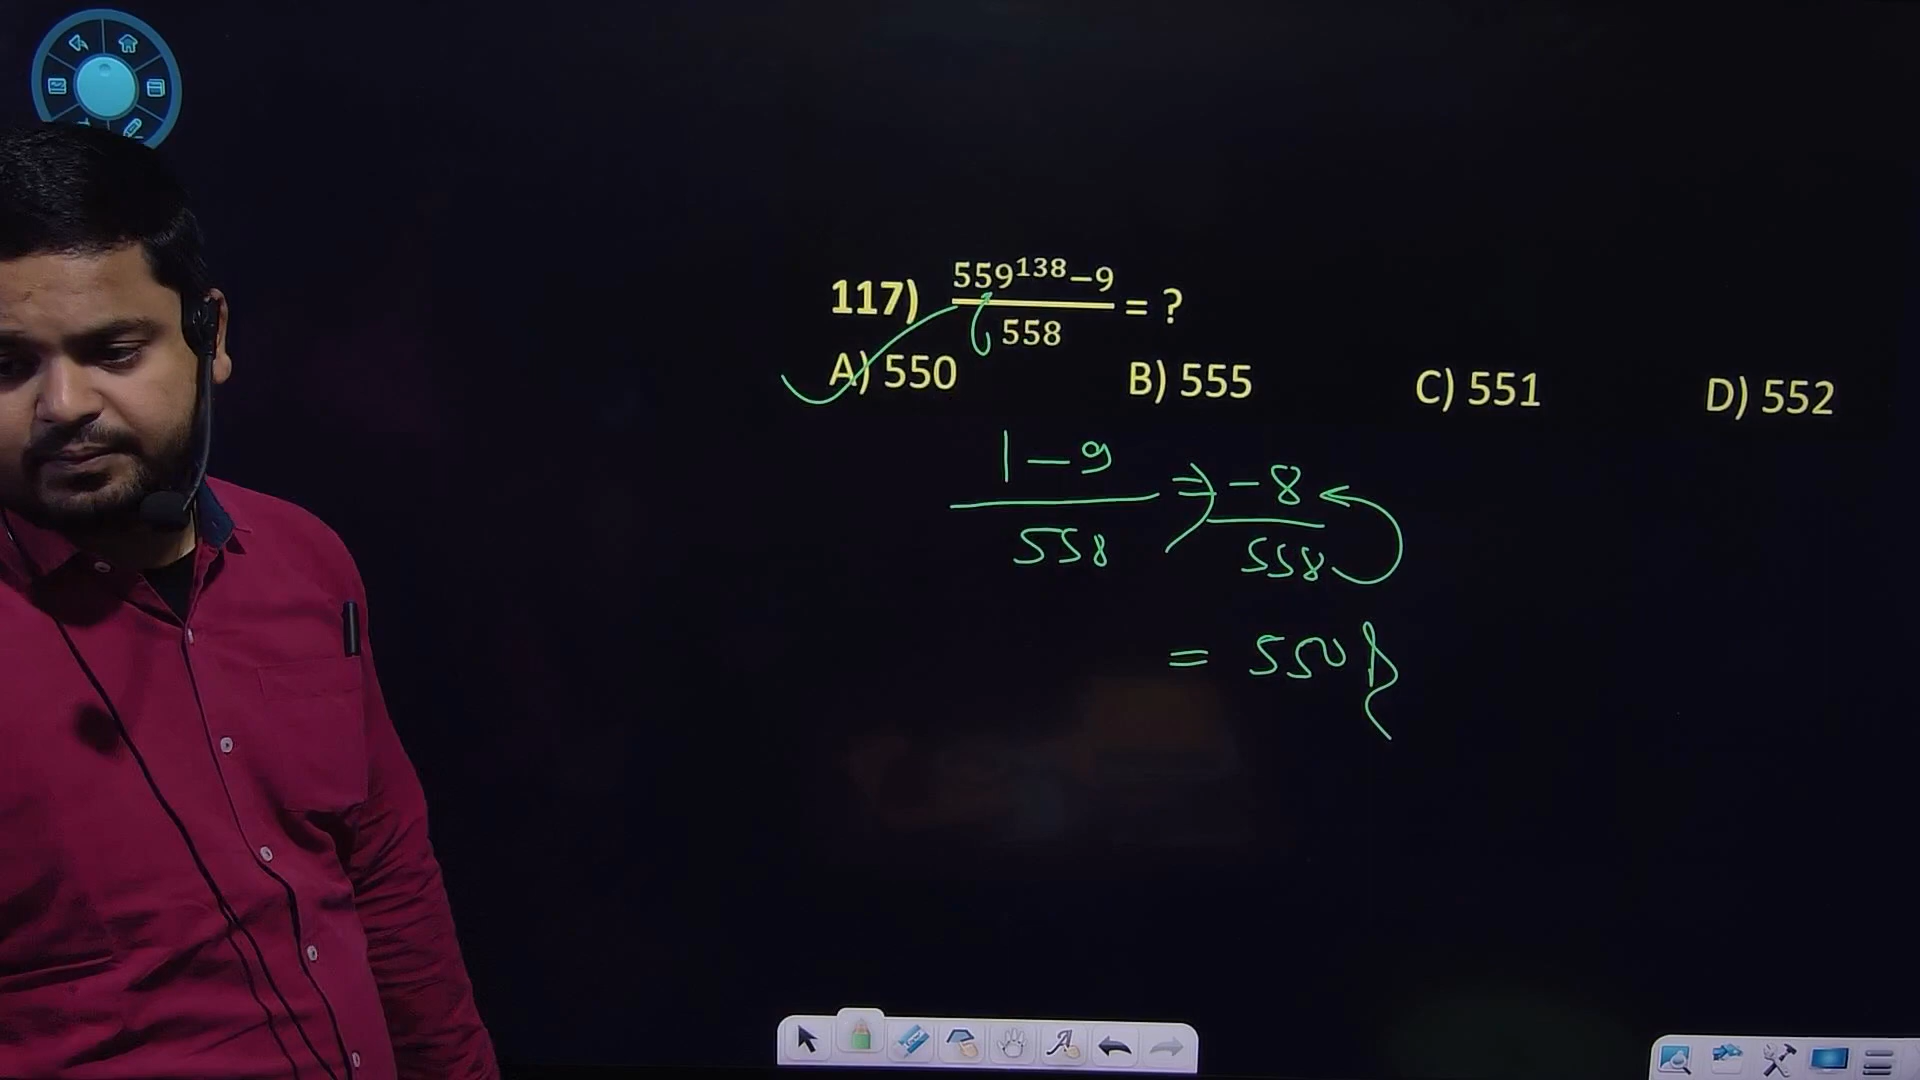 117) 559^138 – 9 / 558 = ?
A) 550 B) 555 C) 551 D) 552
1 – 9 / 558 ⇒ – 8 / 558
= 550